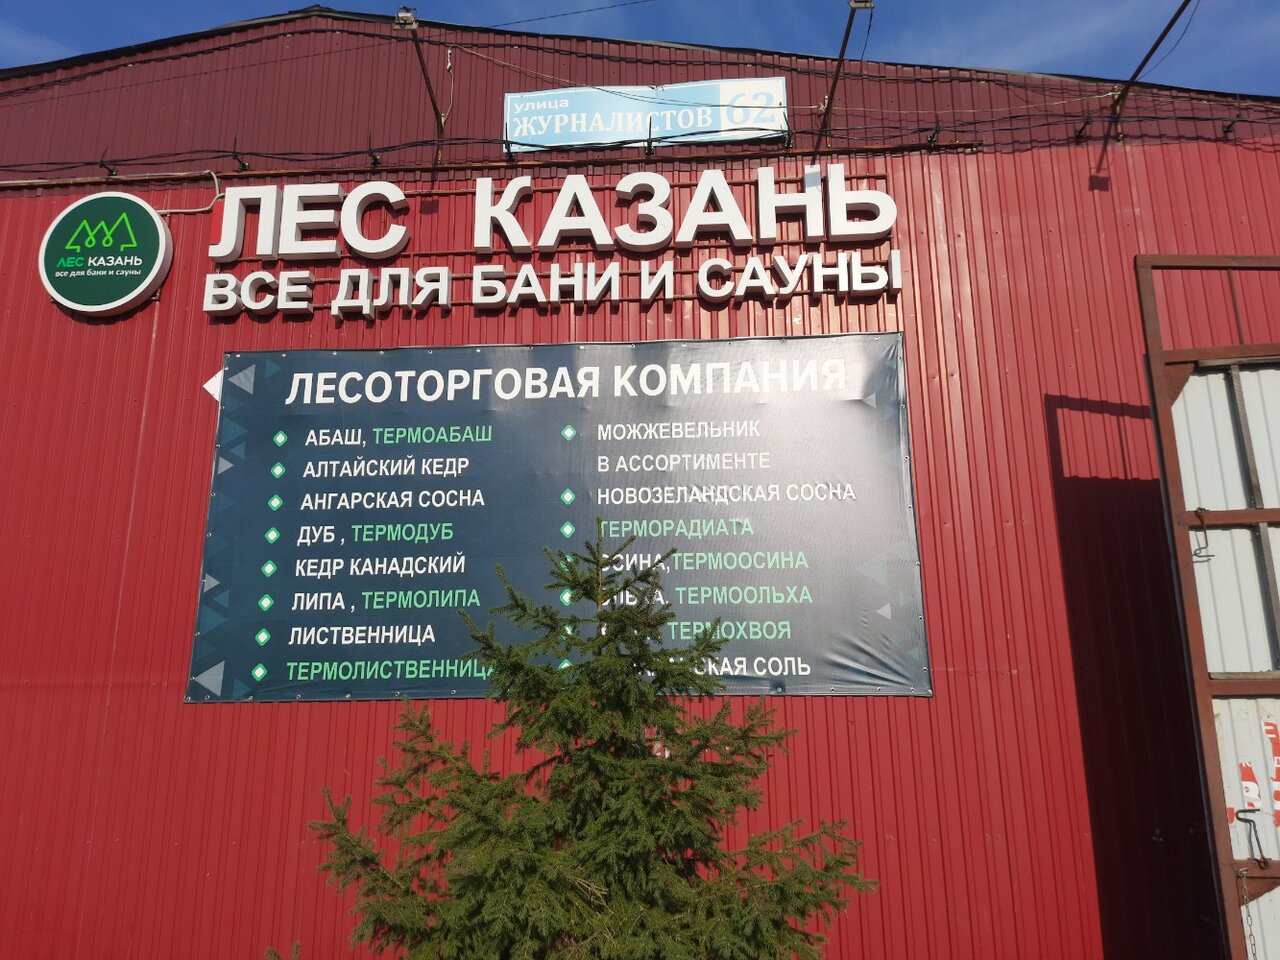 улица
ЖУРНАЛИСТОВ 62
ЛЕС КАЗАНЬ
ВСЕ ДЛЯ БАНИ И САУНЫ
ЛЕС КАЗАНЬ
все для бани и сауны
ЛЕСОТОРГОВАЯ КОМПАНИЯ
АБАШ, ТЕРМОАБАШ
АЛТАЙСКИЙ КЕДР
АНГАРСКАЯ СОСНА
ДУБ , ТЕРМОДУБ
КЕДР КАНАДСКИЙ
ЛИПА , ТЕРМОЛИПА
ЛИСТВЕННИЦА
ТЕРМОЛИСТВЕННИЦА
МОЖЖЕВЕЛЬНИК
В АССОРТИМЕНТЕ
НОВОЗЕЛАНДСКАЯ СОСНА
ТЕРМОРАДИАТА
ОСИНА, ТЕРМООСИНА
ОЛЬХА, ТЕРМООЛЬХА
ТЕРМОХВОЯ
СОЛЬ